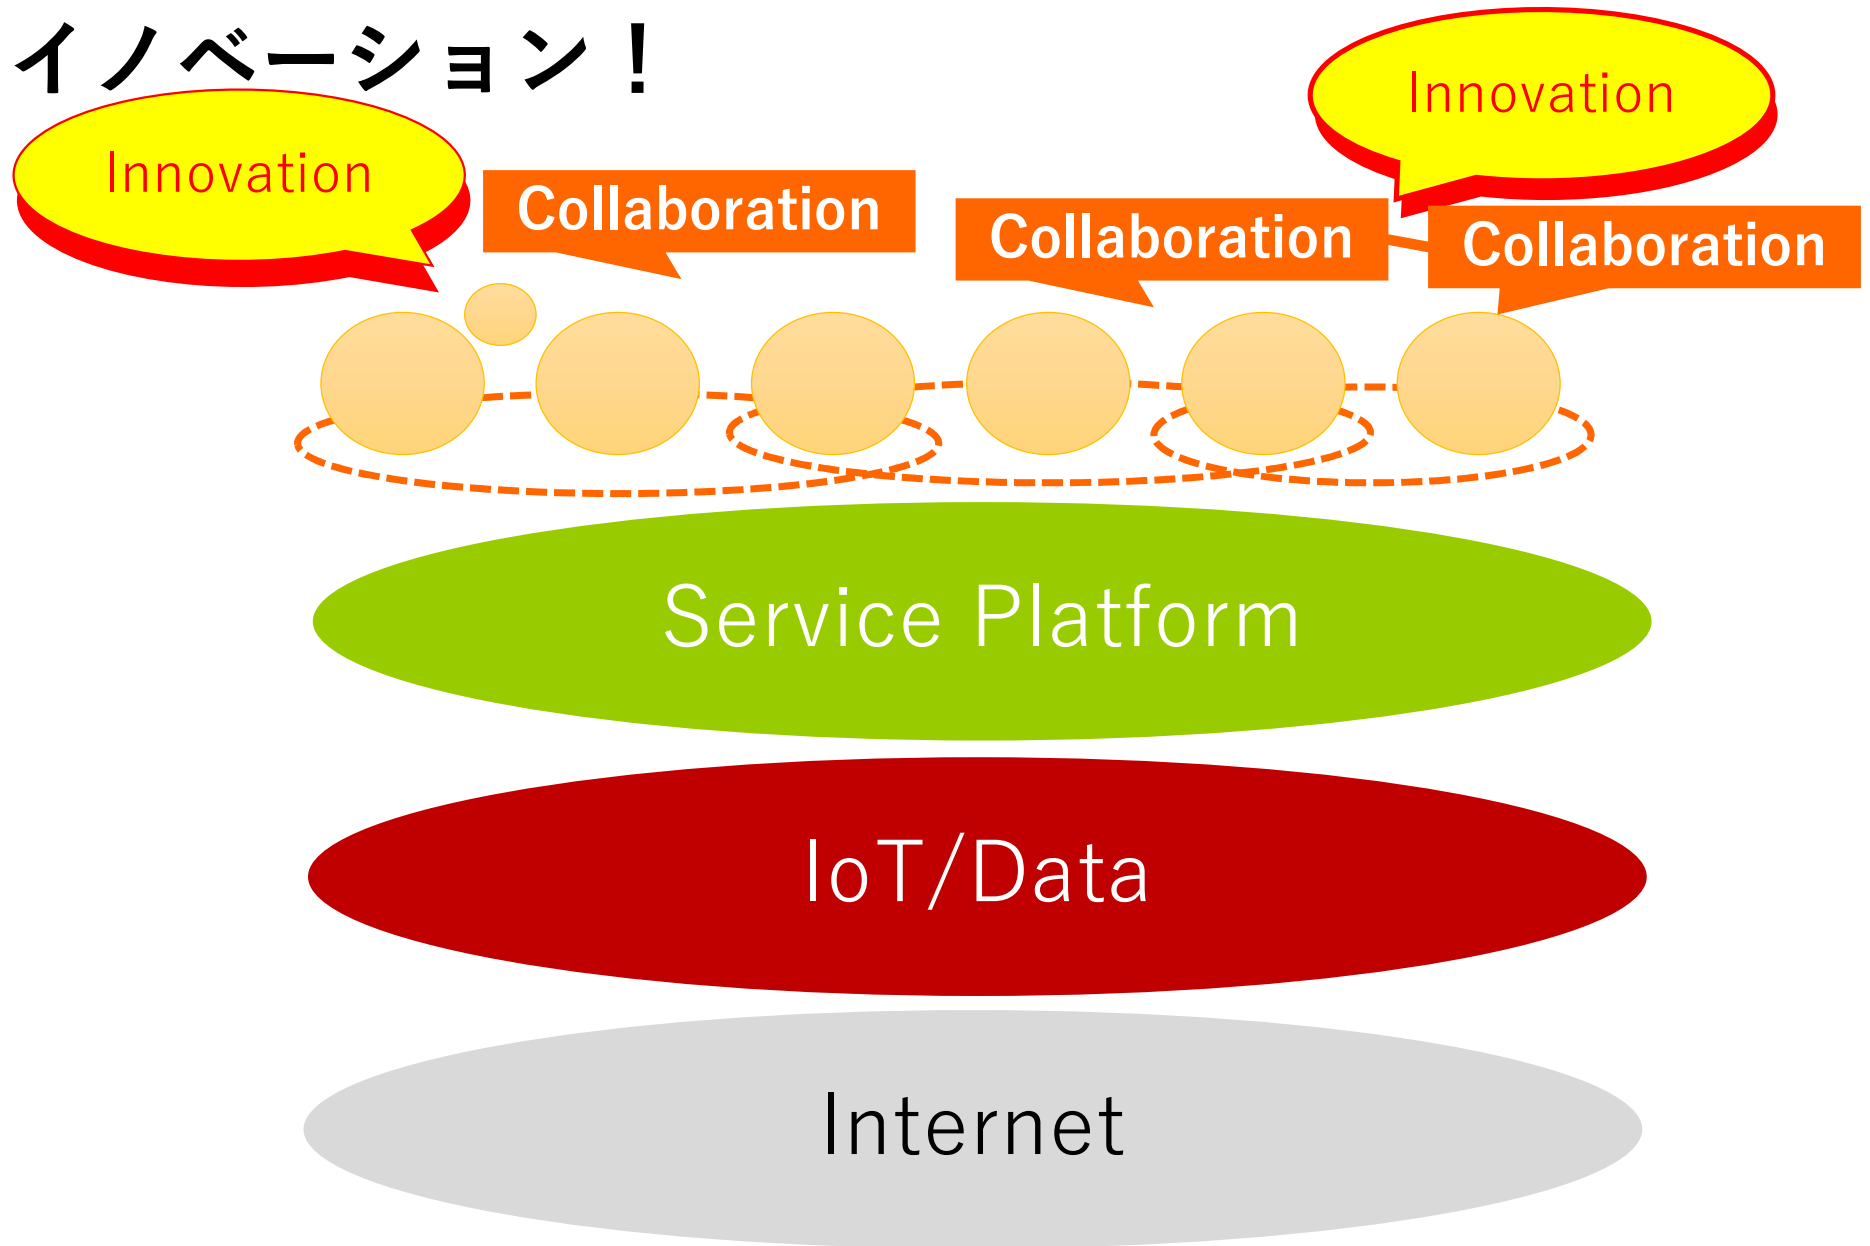 イノベーション！
Innovation
Innovation
Collaboration
Collaboration
Collaboration
Service Platform
IoT/Data
Internet